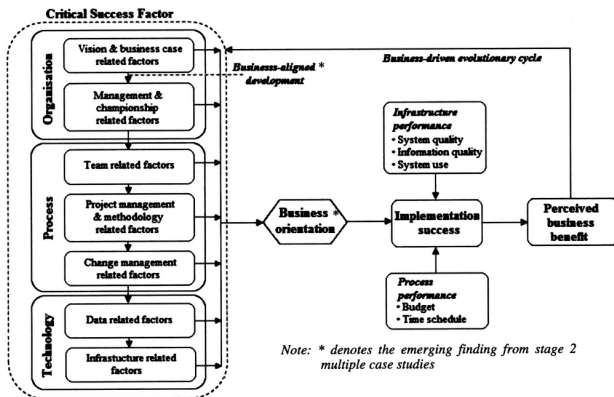 Critical Success Factor
Organisation
Vision & business case
related factors
Management &
championship
related factors
Process
Team related factors
Project management
& methodology
related factors
Change management
related factors
Technology
Data related factors
Infrastucture related
factors
Businesss-aligned *
development
Business-driven evolutionary cycle
Business *
orientation
Infrastructure
performance
• System quality
• Information quality
• System use
Implementation
success
Process
performance
• Budget
• Time schedule
Perceived
business
benefit
Note: * denotes the emerging finding from stage 2
multiple case studies